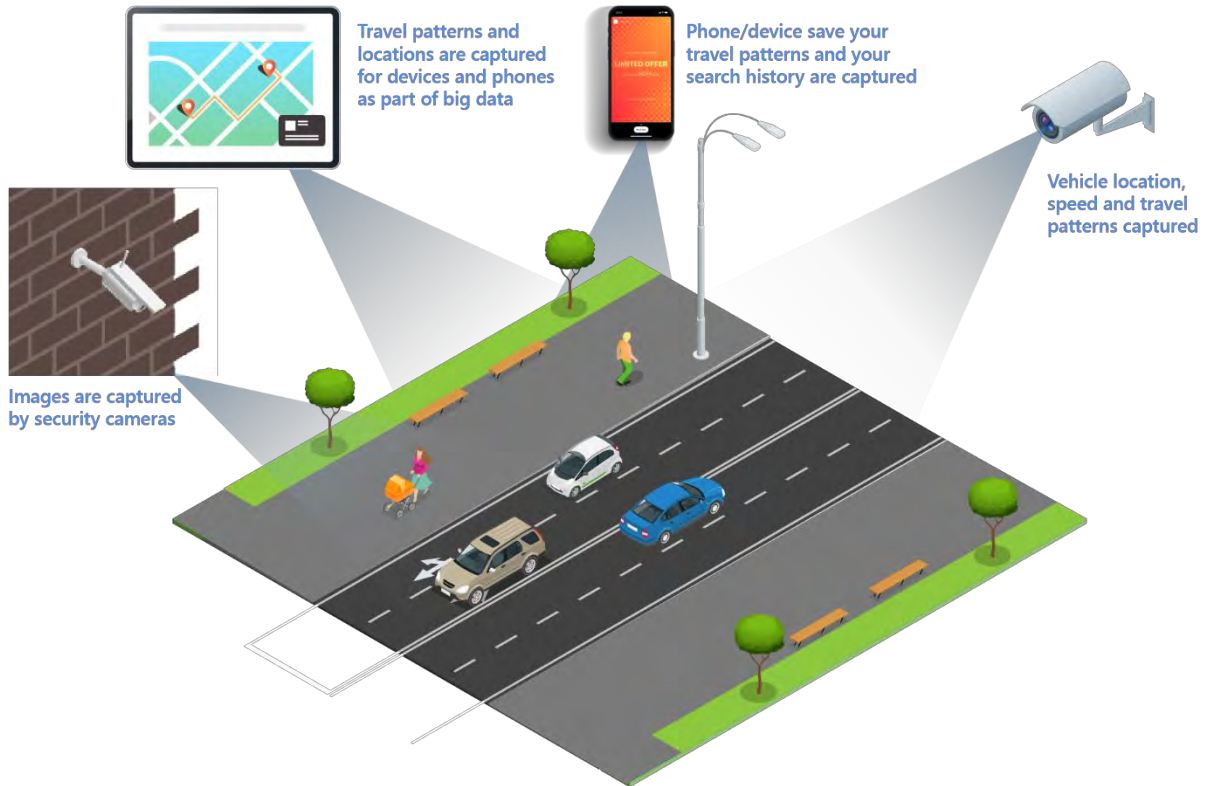 Travel patterns and
locations are captured
for devices and phones
as part of big data
LIMITED OFFER
Phone/device save your
travel patterns and your
search history are captured
Vehicle location,
speed and travel
patterns captured
Images are captured
by security cameras